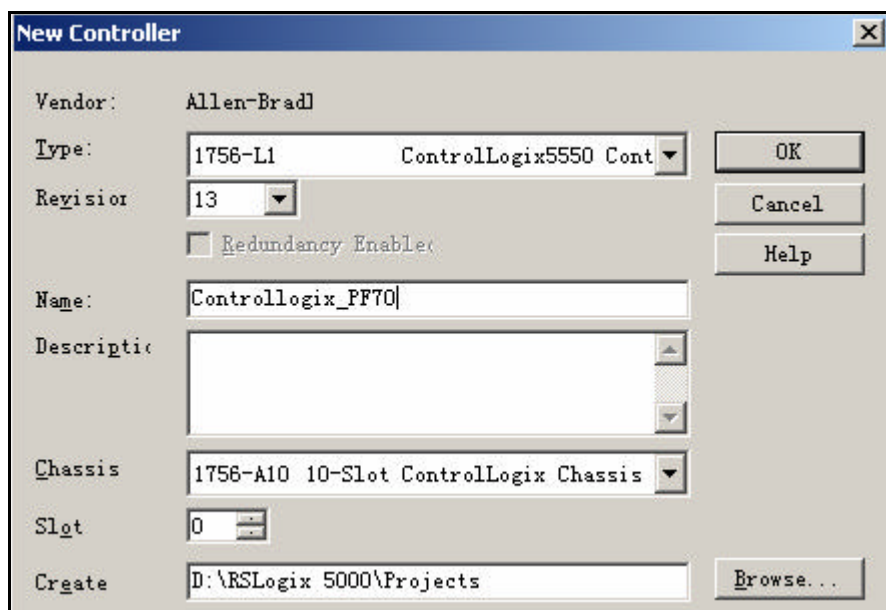 New Controller
Vendor: Allen-Bradl
Type: 1756-L1 ControlLogix5550 Cont
OK
Revisior 13
Cancel
Redundancy Enablec
Help
Name: Controllogix_PF70
Descriptic
Chassis 1756-A10 10-Slot ControlLogix Chassis
Slot 0
Create D:\RSLogix 5000\Projects
Browse...